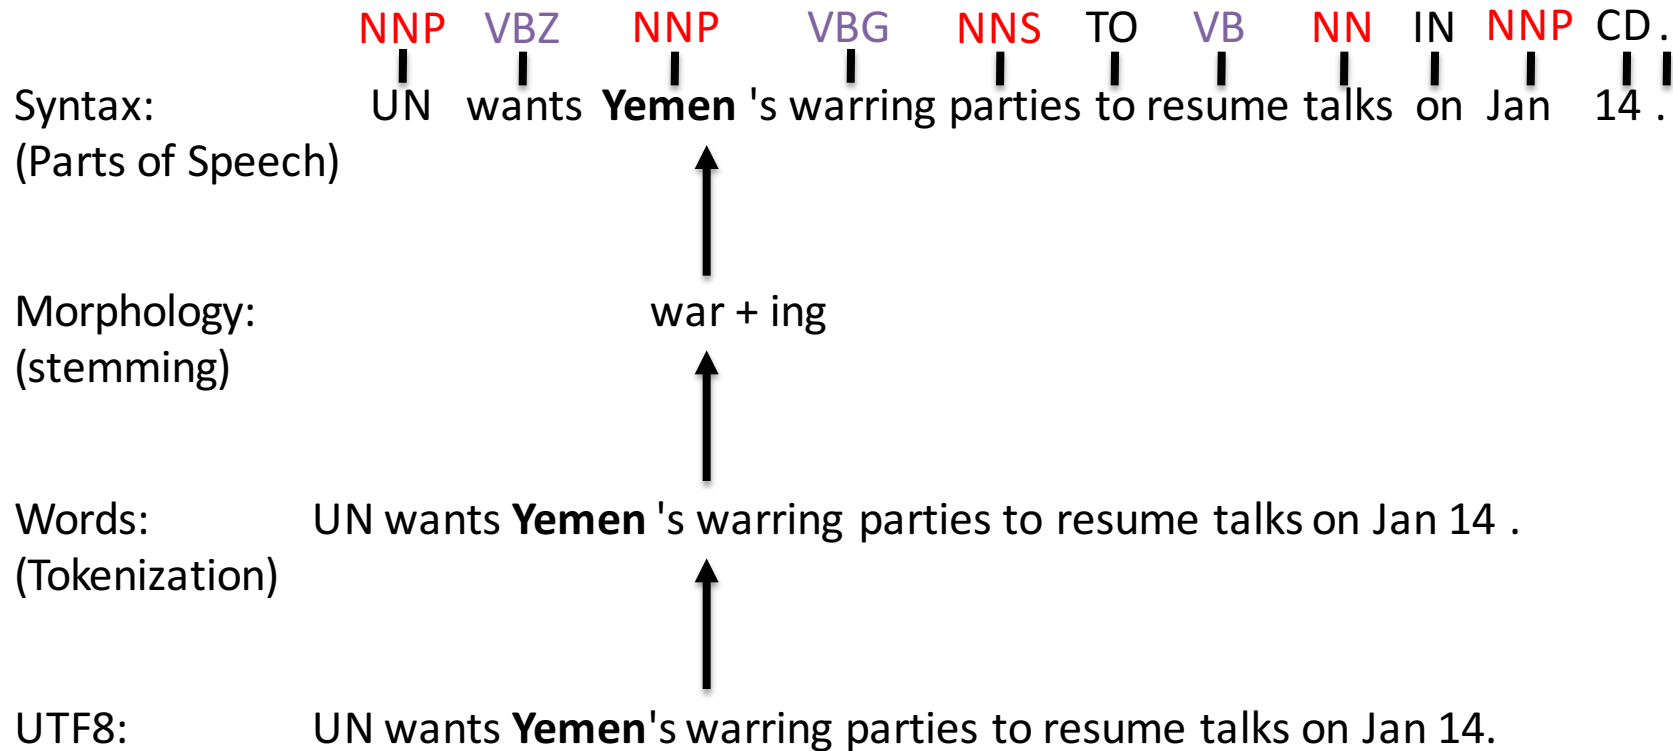 NNP VBZ NNP VBG NNS TO VB NN IN NNP CD .
Syntax: UN wants Yemen 's warring parties to resume talks on Jan 14 .
(Parts of Speech)
Morphology: war + ing
(stemming)
Words: UN wants Yemen 's warring parties to resume talks on Jan 14 .
(Tokenization)
UTF8: UN wants Yemen's warring parties to resume talks on Jan 14.